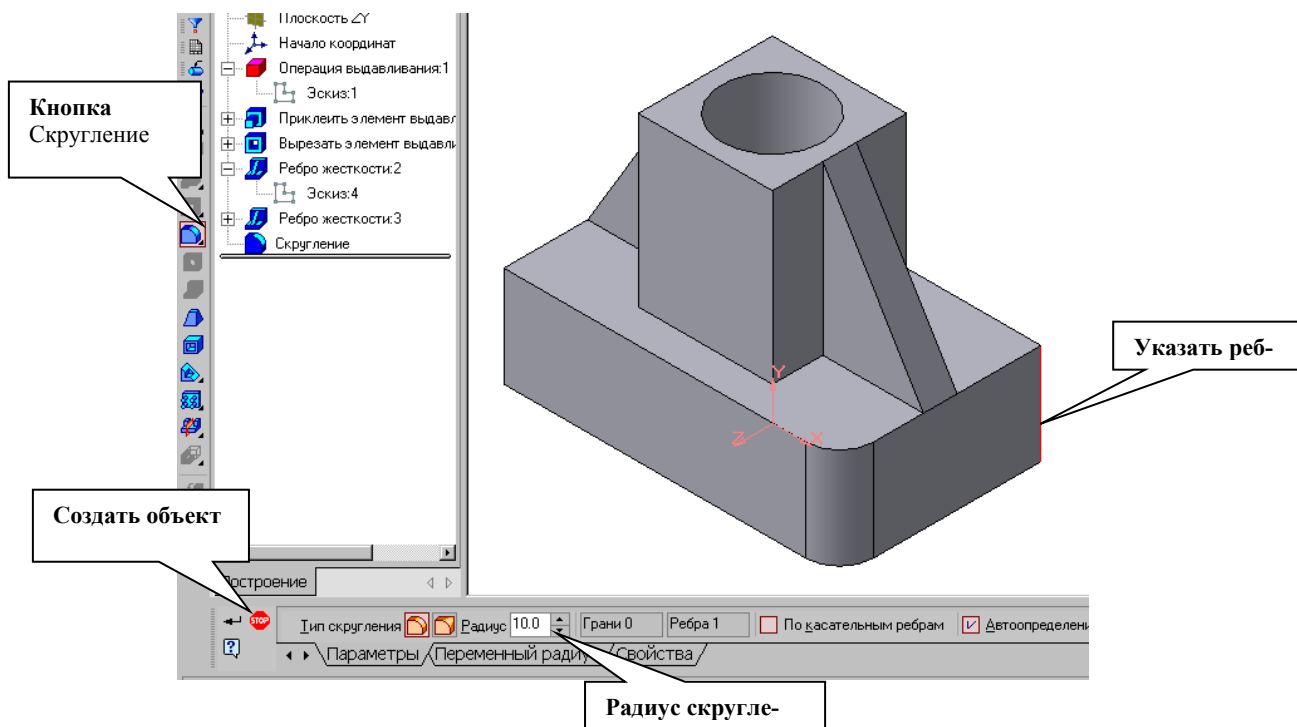 Плоскость ZY
Начало координат
Операция выдавливания:1
Эскиз:1
Приклеить элемент выдавл
Вырезать элемент выдавли
Ребро жесткости:2
Эскиз:4
Ребро жесткости:3
Скругление
Кнопка
Скругление
Указать реб-
Y
Z X
Создать объект
Построение
STOP Тип скругления Радиус 10.0 Грани 0 Ребра 1 По касательным ребрам Автоопределени
Параметры Переменный радиус Свойства
Радиус скругле-